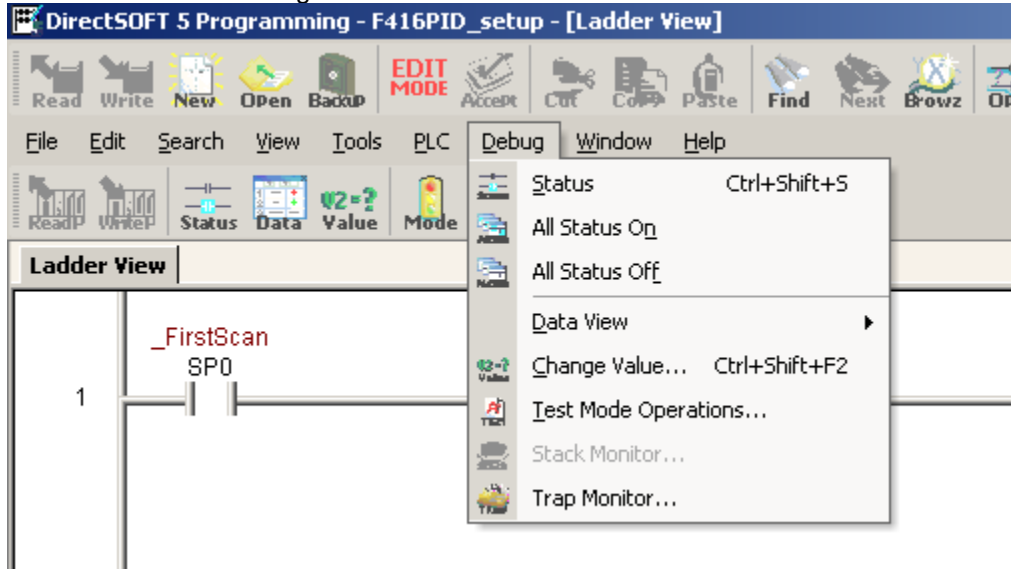 DirectSOFT 5 Programming - F416PID_setup - [Ladder View]
Read Write New Open Backup EDIT MODE Accept Cut Copy Paste Find Next Browz Op
File Edit Search View Tools PLC Debug Window Help
ReadP WriteP Status Data V2=? Value Mode
Status Ctrl+Shift+S
All Status On
All Status Off
Data View
Change Value... Ctrl+Shift+F2
Test Mode Operations...
Stack Monitor...
Trap Monitor...
Ladder View
_FirstScan
SP0
1